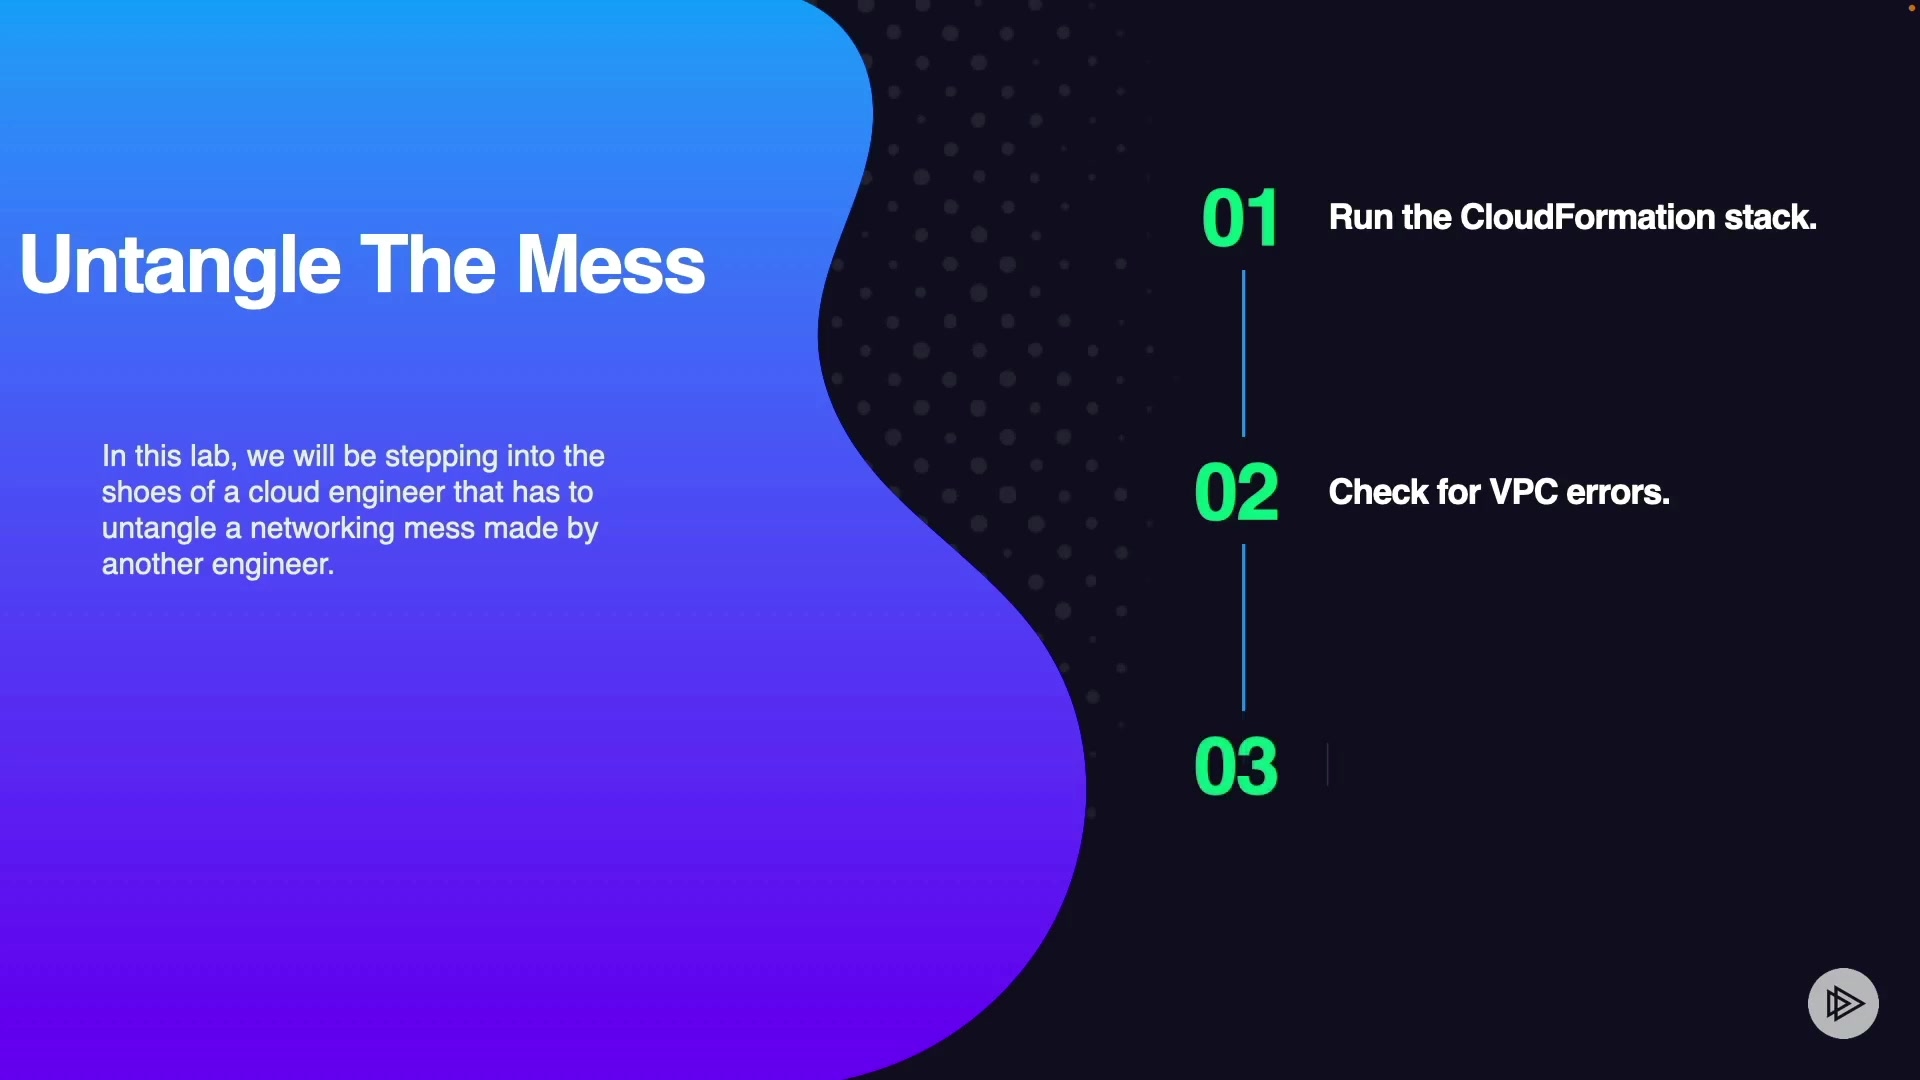 Untangle The Mess
In this lab, we will be stepping into the
shoes of a cloud engineer that has to
untangle a networking mess made by
another engineer.
01
Run the CloudFormation stack.
02
Check for VPC errors.
03